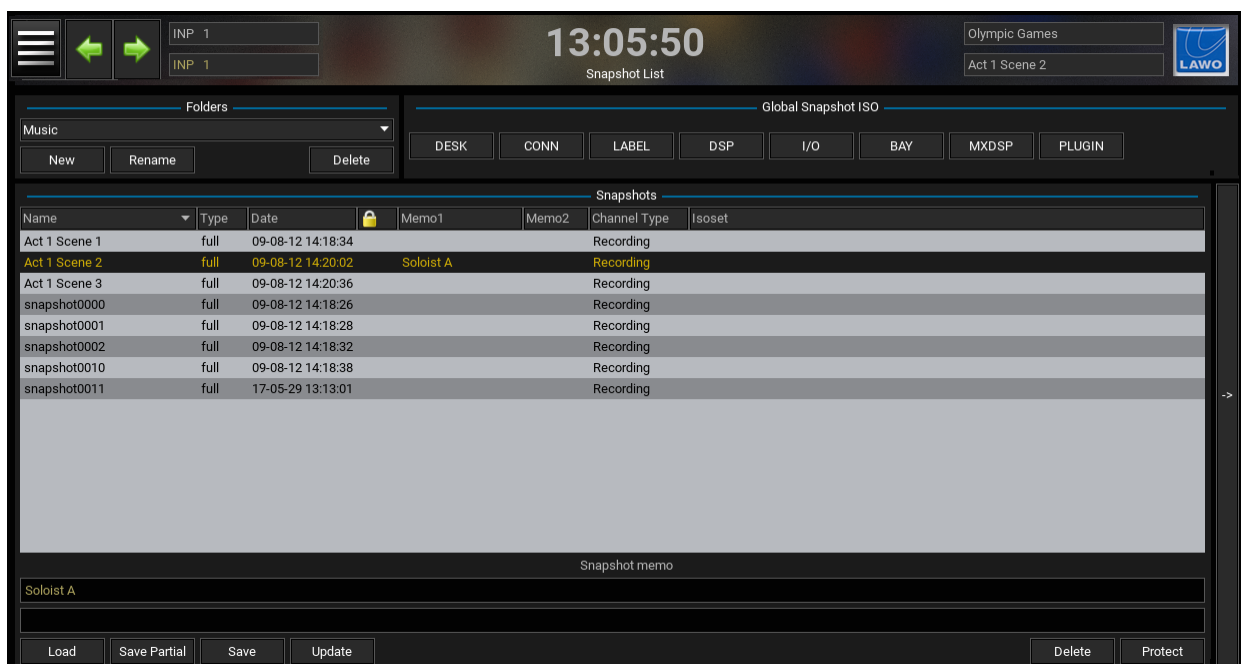 INP 1
INP 1
13:05:50
Snapshot List
Olympic Games
Act 1 Scene 2
LAWO
Folders
Music
New Rename Delete
Global Snapshot ISO
DESK CONN LABEL DSP I/O BAY MXDSP PLUGIN
Snapshots
Name Type Date Memo1 Memo2 Channel Type Isoset
Act 1 Scene 1 full 09-08-12 14:18:34 Recording
Act 1 Scene 2 full 09-08-12 14:20:02 Soloist A Recording
Act 1 Scene 3 full 09-08-12 14:20:36 Recording
snapshot0000 full 09-08-12 14:18:26 Recording
snapshot0001 full 09-08-12 14:18:28 Recording
snapshot0002 full 09-08-12 14:18:32 Recording
snapshot0010 full 09-08-12 14:18:38 Recording
snapshot0011 full 17-05-29 13:13:01 Recording
->
Snapshot memo
Soloist A
Load Save Partial Save Update Delete Protect